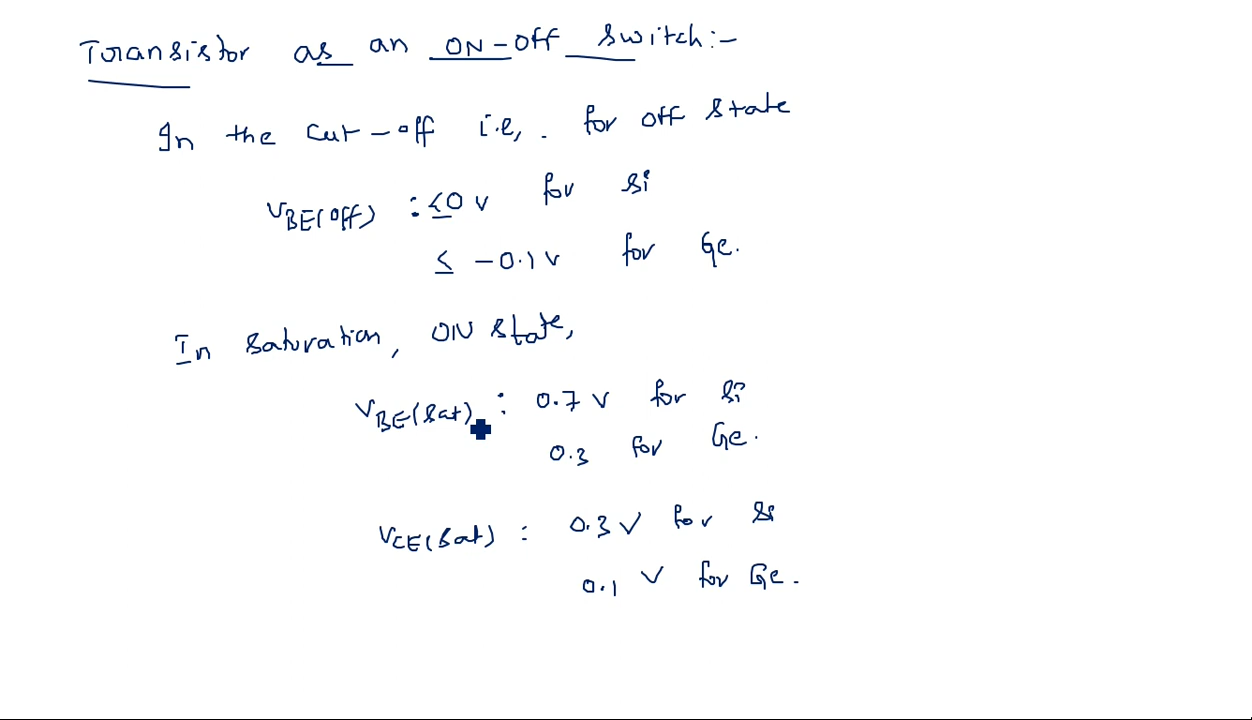 Transistor as an ON-OFF switch:-
In the cut-off i.e, . for off state
VBE(off) : ≤0 v for Si
≤ -0.1 v for Ge.
In saturation, ON state,
VBE(sat) : 0.7 v for Si
0.3 for Ge.
VCE(sat) : 0.3 V for Si
0.1 V for Ge.